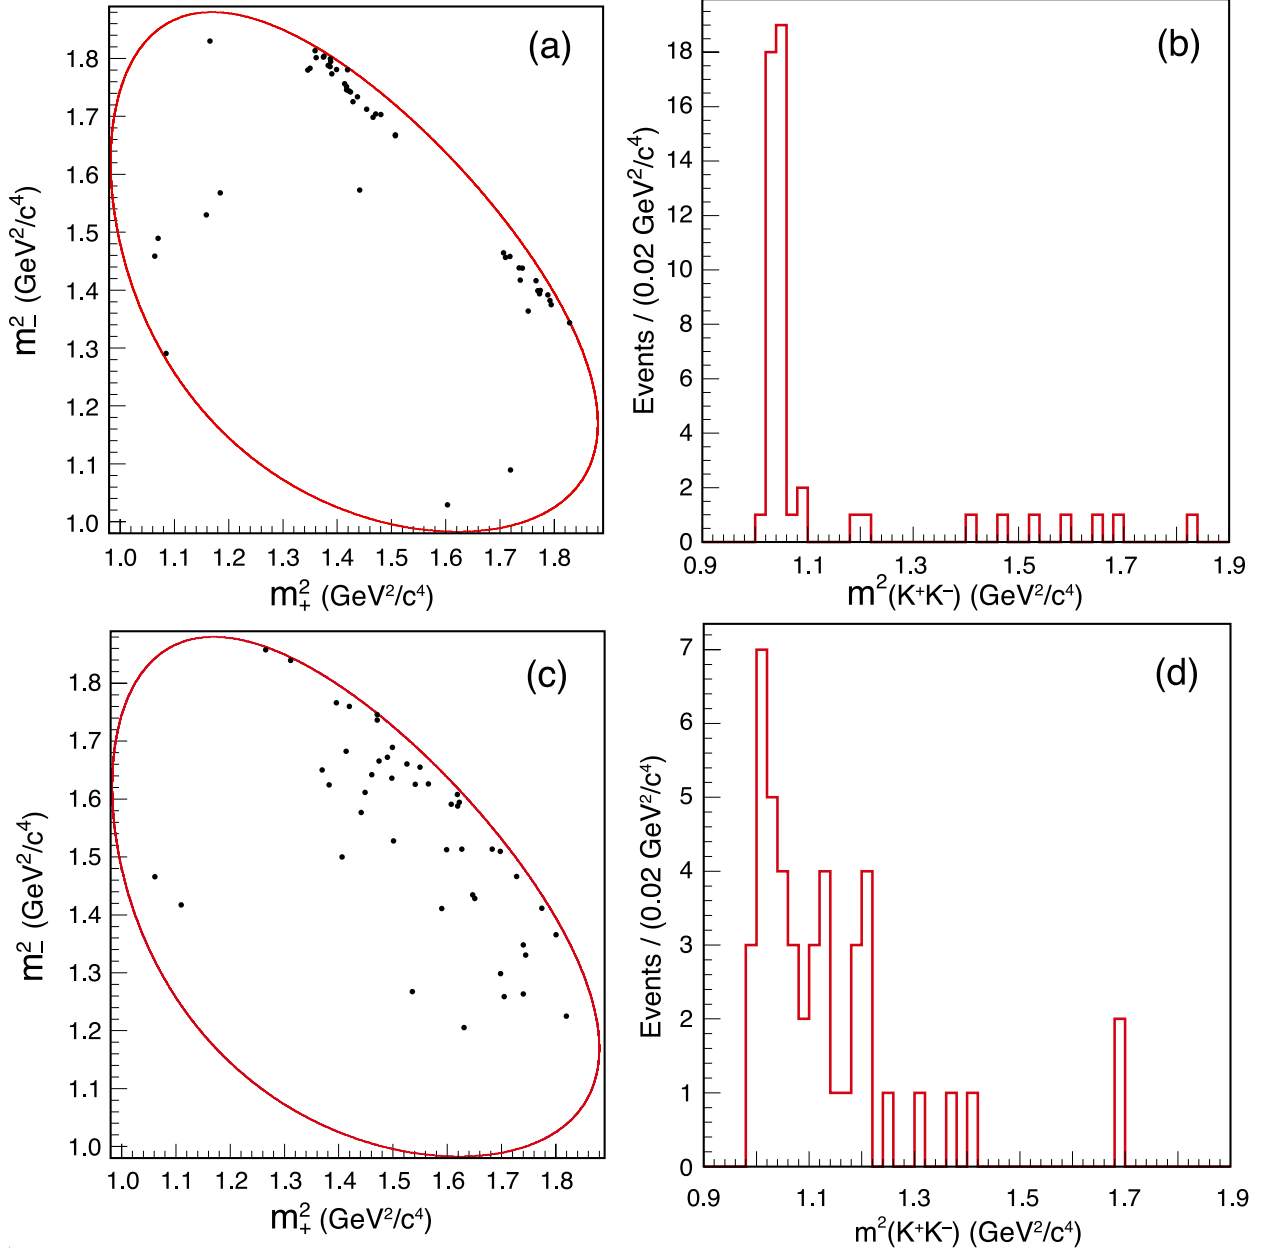 (a)
m²₋ (GeV²/c⁴)
1.8
1.7
1.6
1.5
1.4
1.3
1.2
1.1
1.0
1.0 1.1 1.2 1.3 1.4 1.5 1.6 1.7 1.8
m²₊ (GeV²/c⁴)
(b)
Events / (0.02 GeV²/c⁴)
18
16
14
12
10
8
6
4
2
0
0.9 1.1 1.3 1.5 1.7 1.9
m²(K⁺K⁻) (GeV²/c⁴)
(c)
m²₋ (GeV²/c⁴)
1.8
1.7
1.6
1.5
1.4
1.3
1.2
1.1
1.0
1.0 1.1 1.2 1.3 1.4 1.5 1.6 1.7 1.8
m²₊ (GeV²/c⁴)
(d)
Events / (0.02 GeV²/c⁴)
7
6
5
4
3
2
1
0
0.9 1.1 1.3 1.5 1.7 1.9
m²(K⁺K⁻) (GeV²/c⁴)